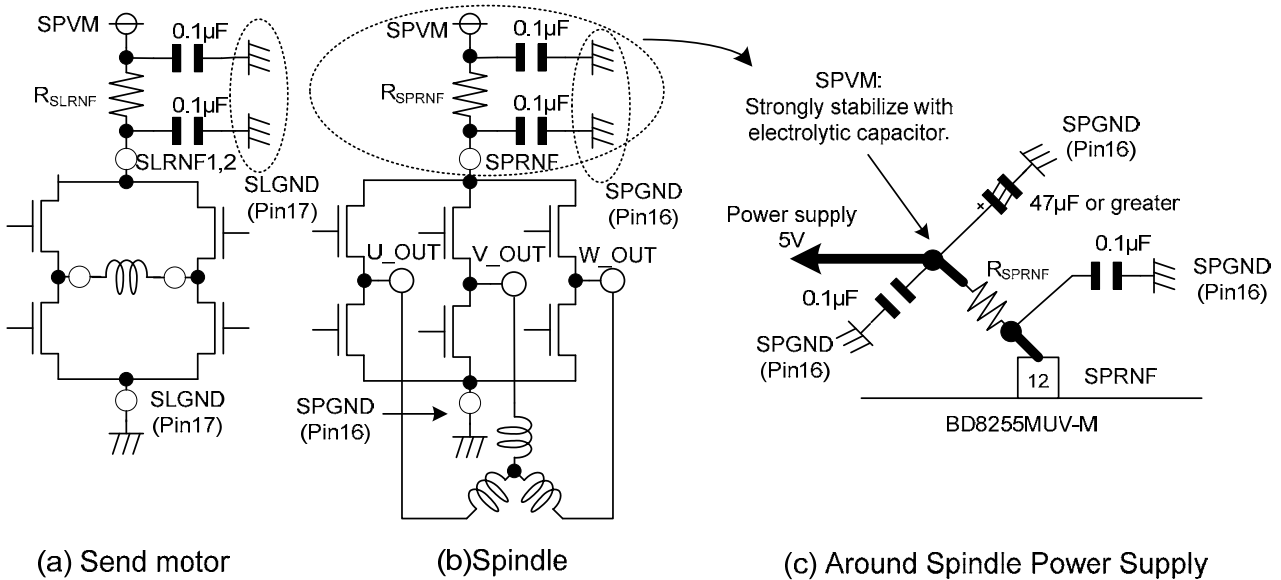 SPVM
0.1µF
RSLRNF
0.1µF
SLRNF1,2
SLGND
(Pin17)
SLGND
(Pin17)
(a) Send motor
SPVM
0.1µF
RSPRNF
0.1µF
SPRNF
SPGND
(Pin16)
U_OUT
V_OUT
W_OUT
SPGND
(Pin16)
(b)Spindle
SPVM:
Strongly stabilize with
electrolytic capacitor.
SPGND
(Pin16)
+
47µF or greater
Power supply
5V
0.1µF
RSPRNF
SPGND
(Pin16)
0.1µF
SPGND
(Pin16)
12
SPRNF
BD8255MUV-M
(c) Around Spindle Power Supply